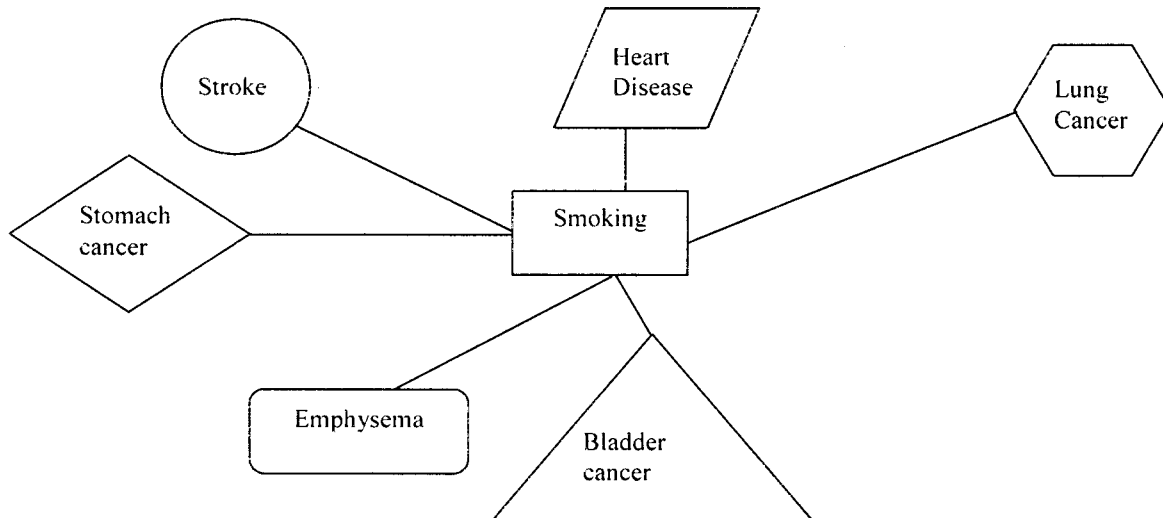 Stroke
Heart
Disease
Lung
Cancer
Stomach
cancer
Smoking
Emphysema
Bladder
cancer